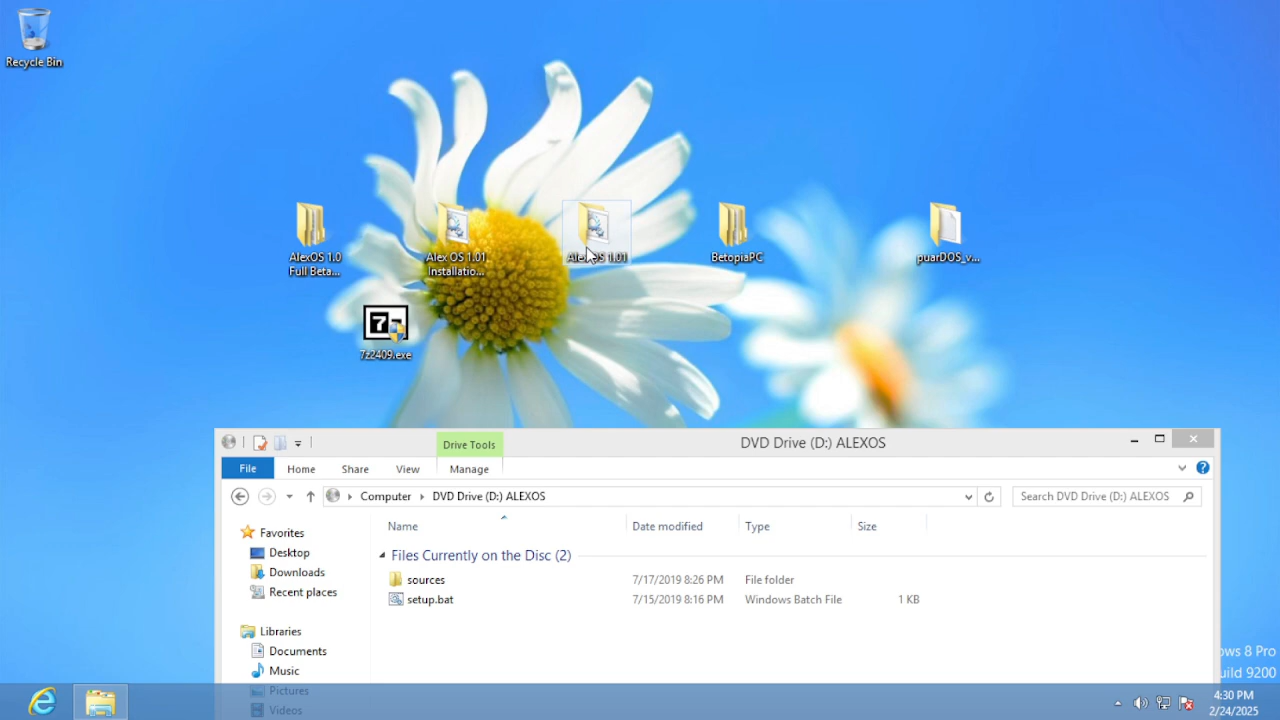 Recycle Bin
AlexOS 1.0
Full Beta...
Alex OS 1.01
Installatio...
AlexOS 1.01
BetopiaPC
puarDOS_v...
7z2409.exe
Drive Tools
DVD Drive (D:) ALEXOS
File
Home
Share
View
Manage
Computer
DVD Drive (D:) ALEXOS
Search DVD Drive (D:) ALEXOS
Name
Date modified
Type
Size
Files Currently on the Disc (2)
sources
7/17/2019 8:26 PM
File folder
setup.bat
7/15/2019 8:16 PM
Windows Batch File
1 KB
Favorites
Desktop
Downloads
Recent places
Libraries
Documents
Music
Pictures
Videos
ows 8 Pro
uild 9200
4:30 PM
2/24/2025